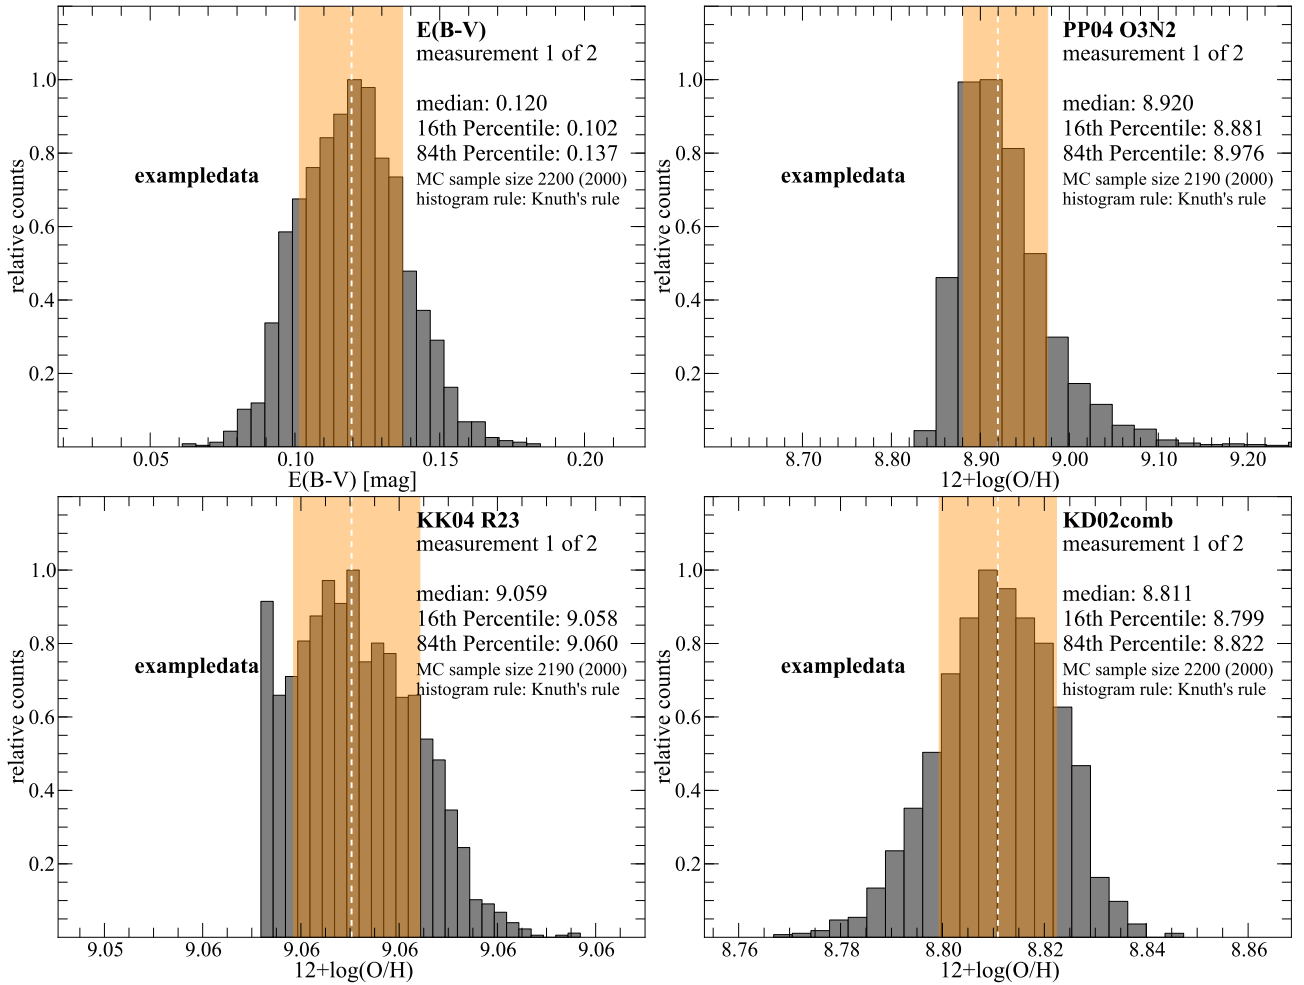 E(B-V)
measurement 1 of 2
median: 0.120
16th Percentile: 0.102
84th Percentile: 0.137
MC sample size 2200 (2000)
histogram rule: Knuth's rule
exampledata
relative counts
1.0
0.8
0.6
0.4
0.2
0.05 0.10 0.15 0.20
E(B-V) [mag]
PP04 O3N2
measurement 1 of 2
median: 8.920
16th Percentile: 8.881
84th Percentile: 8.976
MC sample size 2190 (2000)
histogram rule: Knuth's rule
exampledata
relative counts
1.0
0.8
0.6
0.4
0.2
8.70 8.80 8.90 9.00 9.10 9.20
12+log(O/H)
KK04 R23
measurement 1 of 2
median: 9.059
16th Percentile: 9.058
84th Percentile: 9.060
MC sample size 2190 (2000)
histogram rule: Knuth's rule
exampledata
relative counts
1.0
0.8
0.6
0.4
0.2
9.05 9.06 9.06 9.06 9.06 9.06
12+log(O/H)
KD02comb
measurement 1 of 2
median: 8.811
16th Percentile: 8.799
84th Percentile: 8.822
MC sample size 2200 (2000)
histogram rule: Knuth's rule
exampledata
relative counts
1.0
0.8
0.6
0.4
0.2
8.76 8.78 8.80 8.82 8.84 8.86
12+log(O/H)